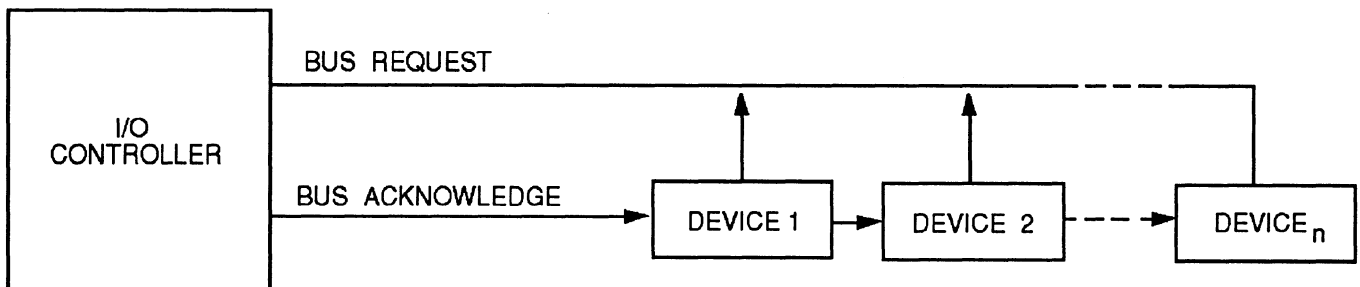 BUS REQUEST
I/O
CONTROLLER
BUS ACKNOWLEDGE
DEVICE 1
DEVICE 2
DEVICE n